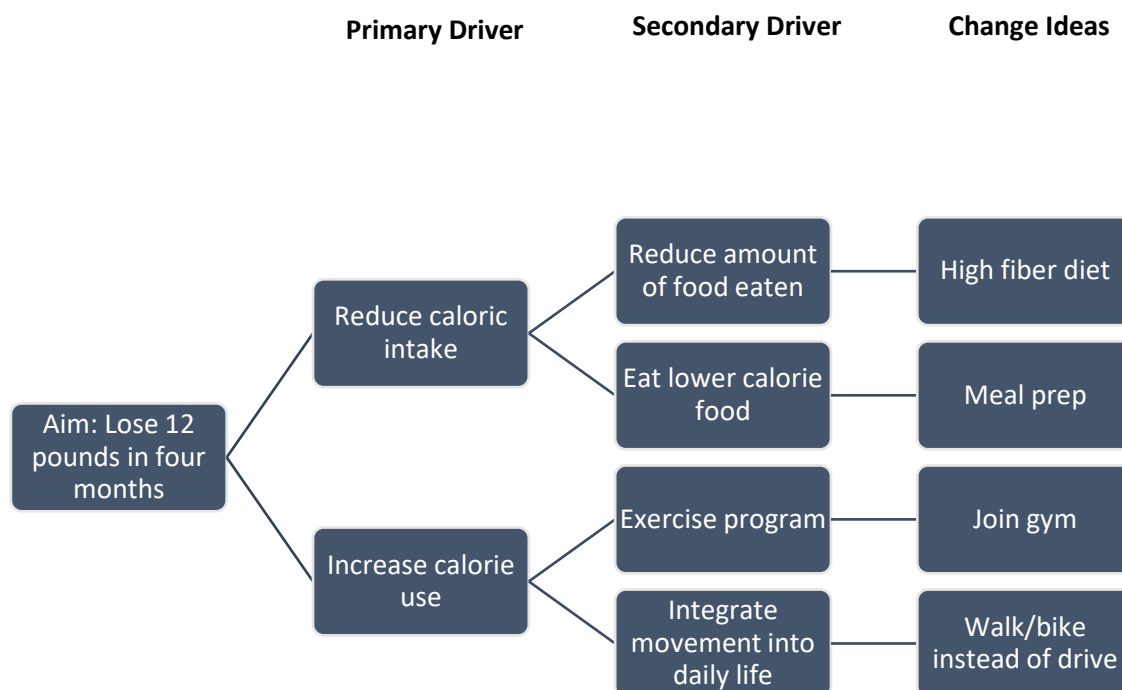 Primary Driver
Secondary Driver
Change Ideas
Aim: Lose 12
pounds in four
months
Reduce caloric
intake
Increase calorie
use
Reduce amount
of food eaten
Eat lower calorie
food
Exercise program
Integrate
movement into
daily life
High fiber diet
Meal prep
Join gym
Walk/bike
instead of drive